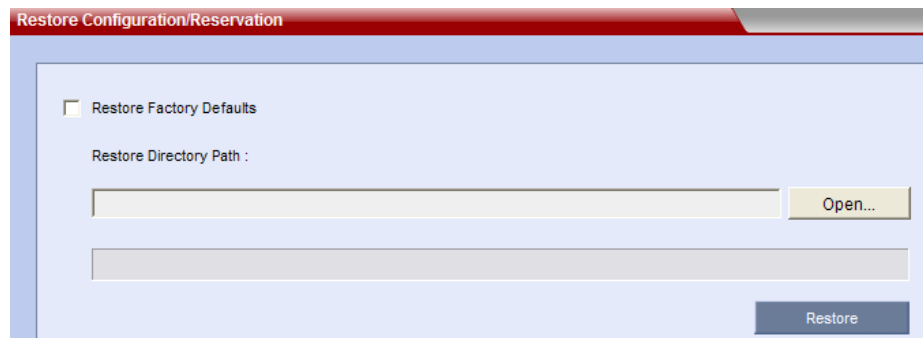 Restore Configuration/Reservation
Restore Factory Defaults
Restore Directory Path :
Open...
Restore